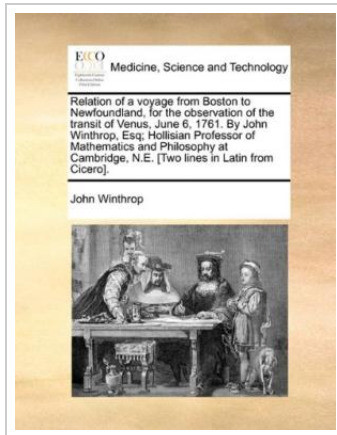 ECCO
Medicine, Science and Technology
Relation of a voyage from Boston to
Newfoundland, for the observation of the
transit of Venus, June 6, 1761. By John
Winthrop, Esq; Hollisian Professor of
Mathematics and Philosophy at
Cambridge, N.E. [Two lines in Latin from
Cicero].
John Winthrop